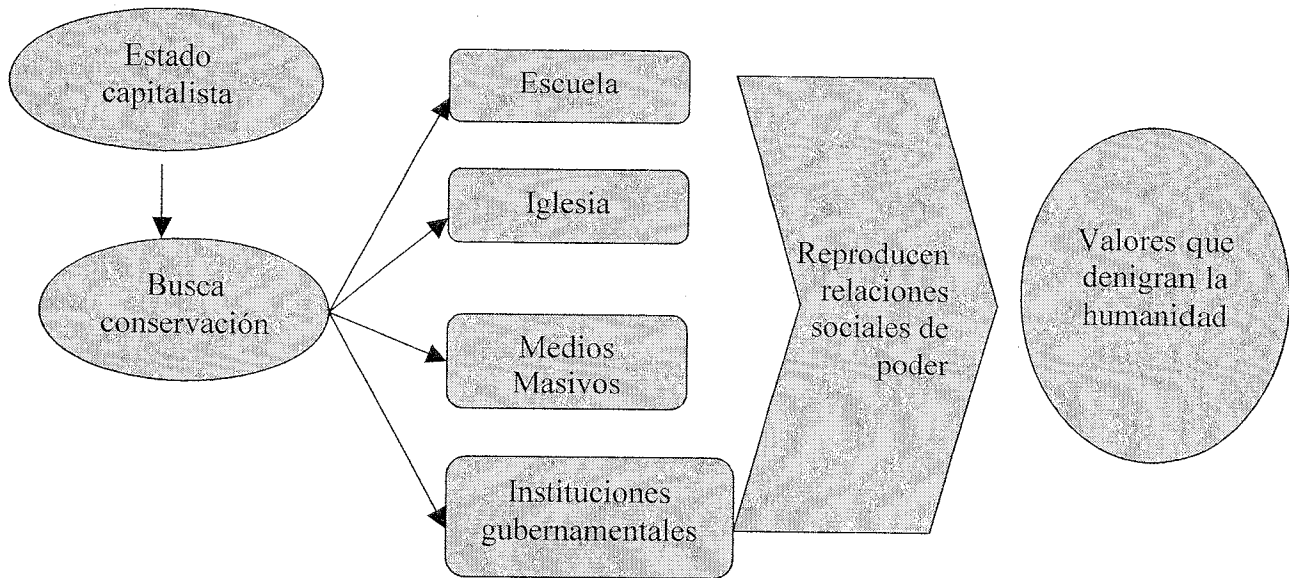 Estado
capitalista
Busca
conservación
Escuela
Iglesia
Medios
Masivos
Instituciones
gubernamentales
Reproducen
relaciones
sociales de
poder
Valores que
denigran la
humanidad